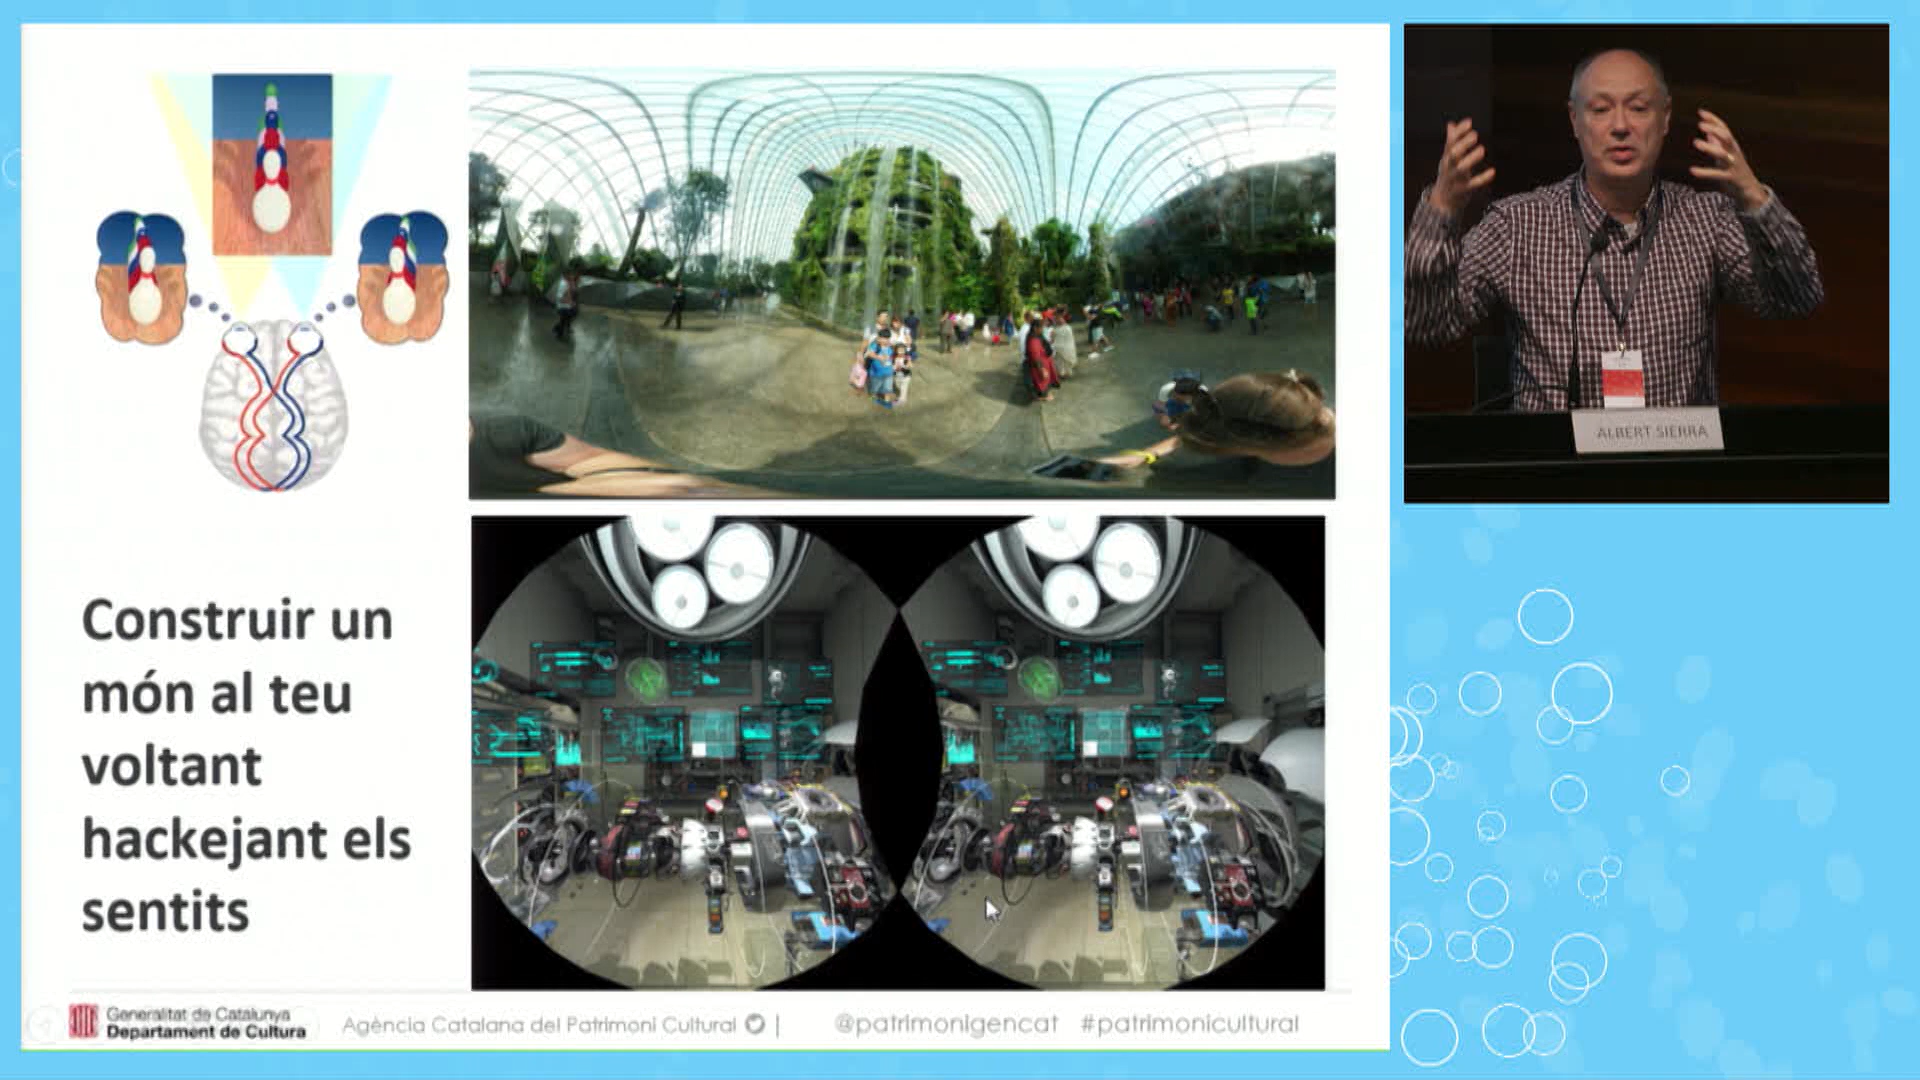 Construir un
món al teu
voltant
hackejant els
sentits
Generalitat de Catalunya
Departament de Cultura
Agència Catalana del Patrimoni Cultural |
@patrimonigencat #patrimonicultural
ALBERT SIERRA